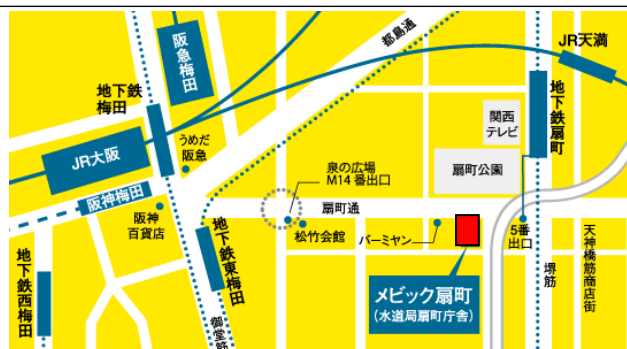 都島通
JR天満
阪急梅田
地下鉄
梅田
地下鉄扇町
関西
テレビ
うめだ
阪急
JR大阪
扇町公園
泉の広場
M14番出口
阪神梅田
扇町通
阪神
百貨店
松竹会館
バーミヤン
5番
出口
地下鉄東梅田
地下鉄西梅田
天神橋筋商店街
堺筋
メビック扇町
(水道局扇町庁舎)
御堂筋